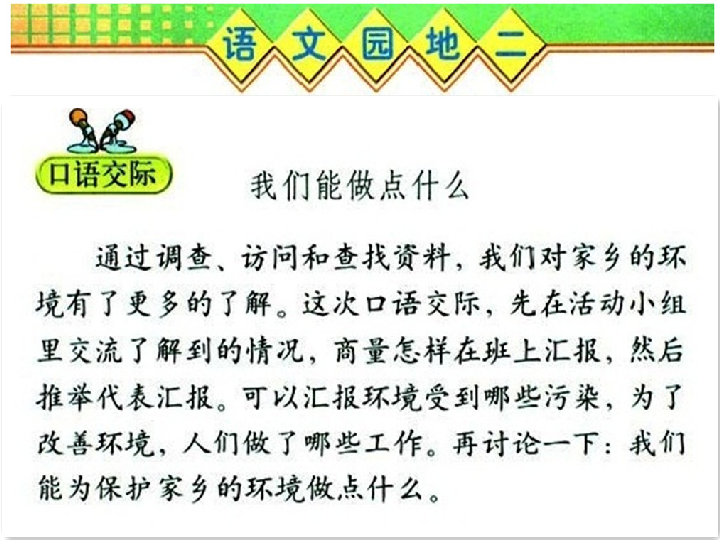 语文园地二
口语交际
我们能做点什么
通过调查、访问和查找资料，我们对家乡的环
境有了更多的了解。这次口语交际，先在活动小组
里交流了解到的情况，商量怎样在班上汇报，然后
推举代表汇报。可以汇报环境受到哪些污染，为了
改善环境，人们做了哪些工作。再讨论一下：我们
能为保护家乡的环境做点什么。